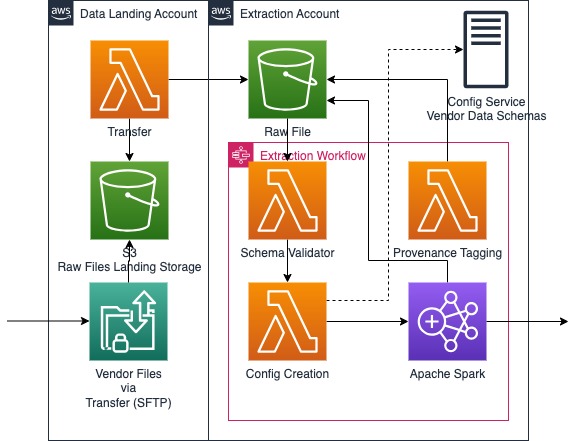 aws
Data Landing Account
aws
Extraction Account
Transfer
Raw File
Config Service
Vendor Data Schemas
Extraction Workflow
S3
Raw Files Landing Storage
Schema Validator
Provenance Tagging
Vendor Files
via
Transfer (SFTP)
Config Creation
Apache Spark